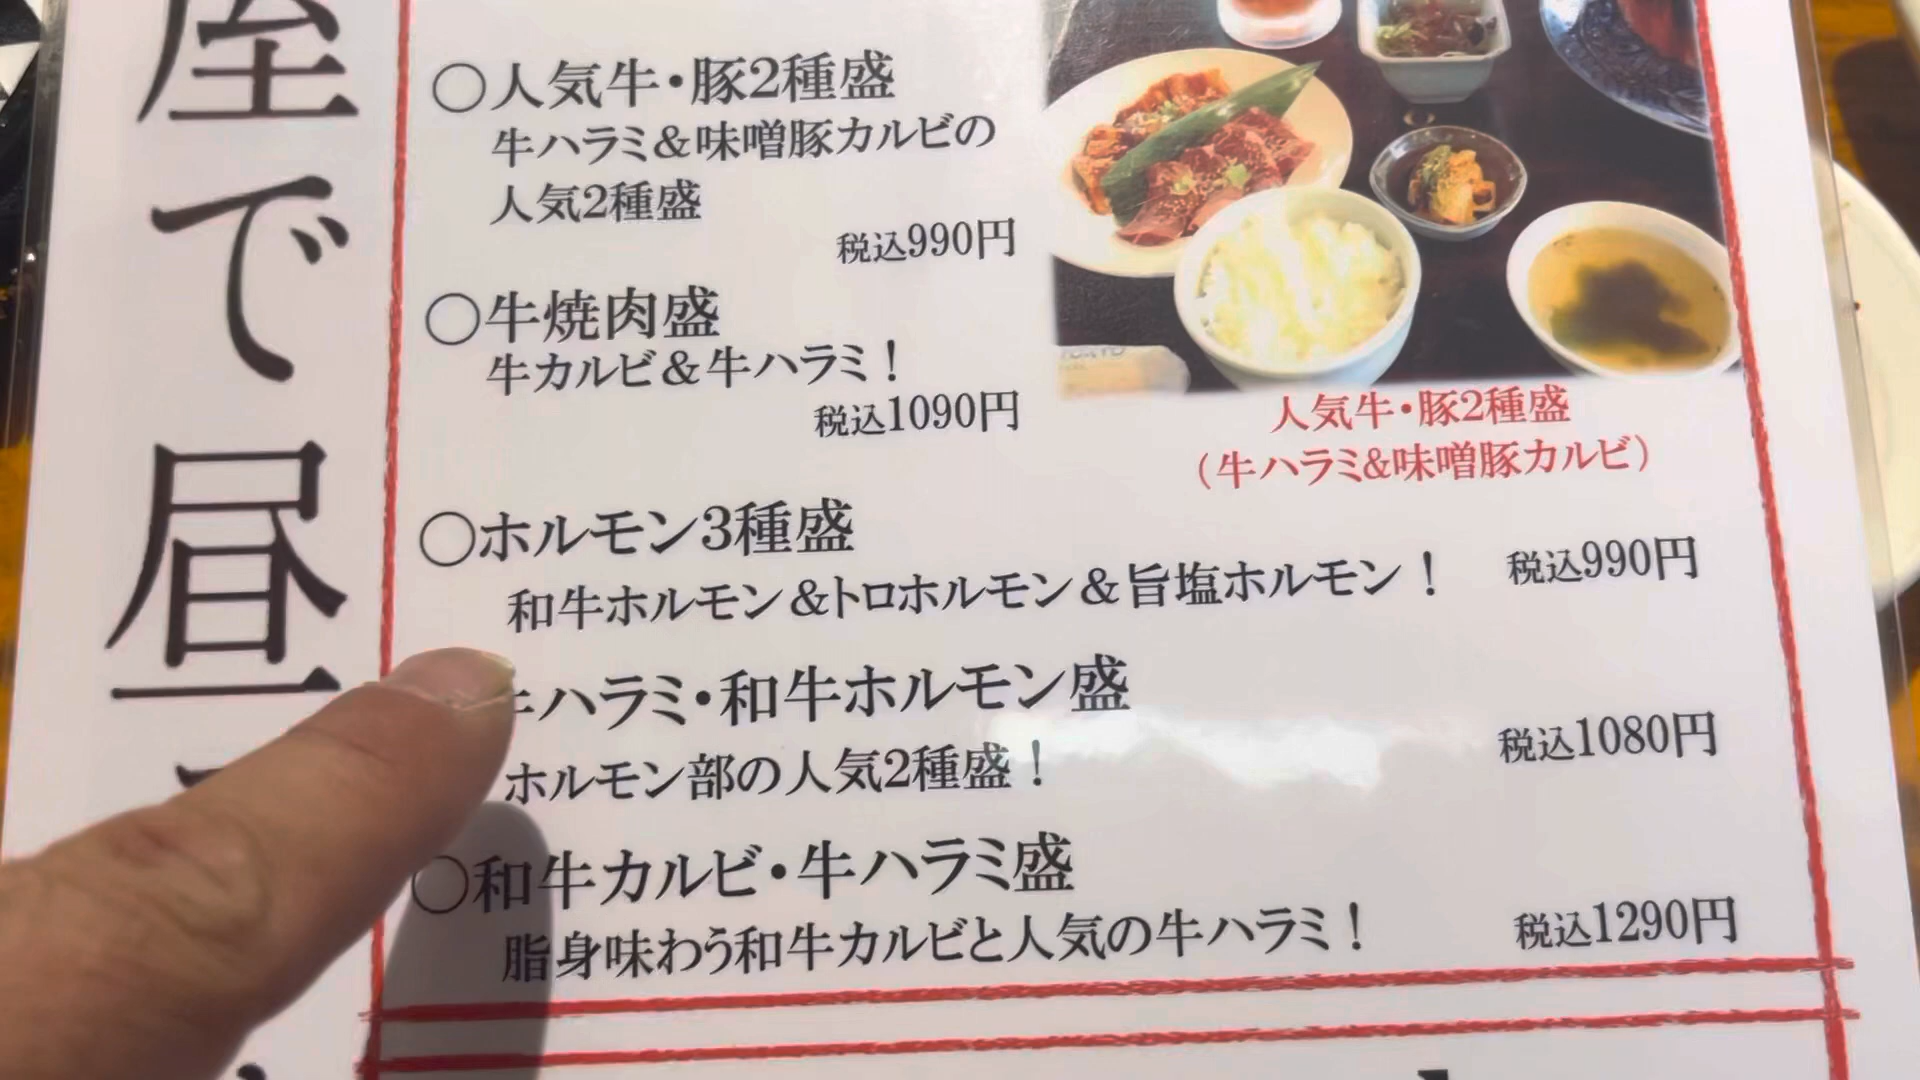 屋で昼
○人気牛・豚2種盛
牛ハラミ&味噌豚カルビの
人気2種盛
税込990円
○牛焼肉盛
牛カルビ&牛ハラミ！
税込1090円
人気牛・豚2種盛
（牛ハラミ&味噌豚カルビ）
○ホルモン3種盛
和牛ホルモン&トロホルモン&旨塩ホルモン！
税込990円
ハラミ・和牛ホルモン盛
ホルモン部の人気2種盛！
税込1080円
○和牛カルビ・牛ハラミ盛
脂身味わう和牛カルビと人気の牛ハラミ！
税込1290円